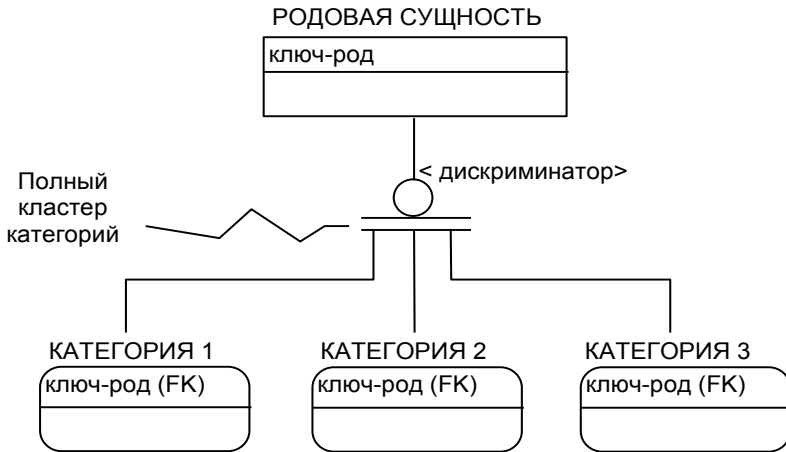 РОДОВАЯ СУЩНОСТЬ
ключ-род
< дискриминатор>
Полный
кластер
категорий
КАТЕГОРИЯ 1
ключ-род (FK)
КАТЕГОРИЯ 2
ключ-род (FK)
КАТЕГОРИЯ 3
ключ-род (FK)